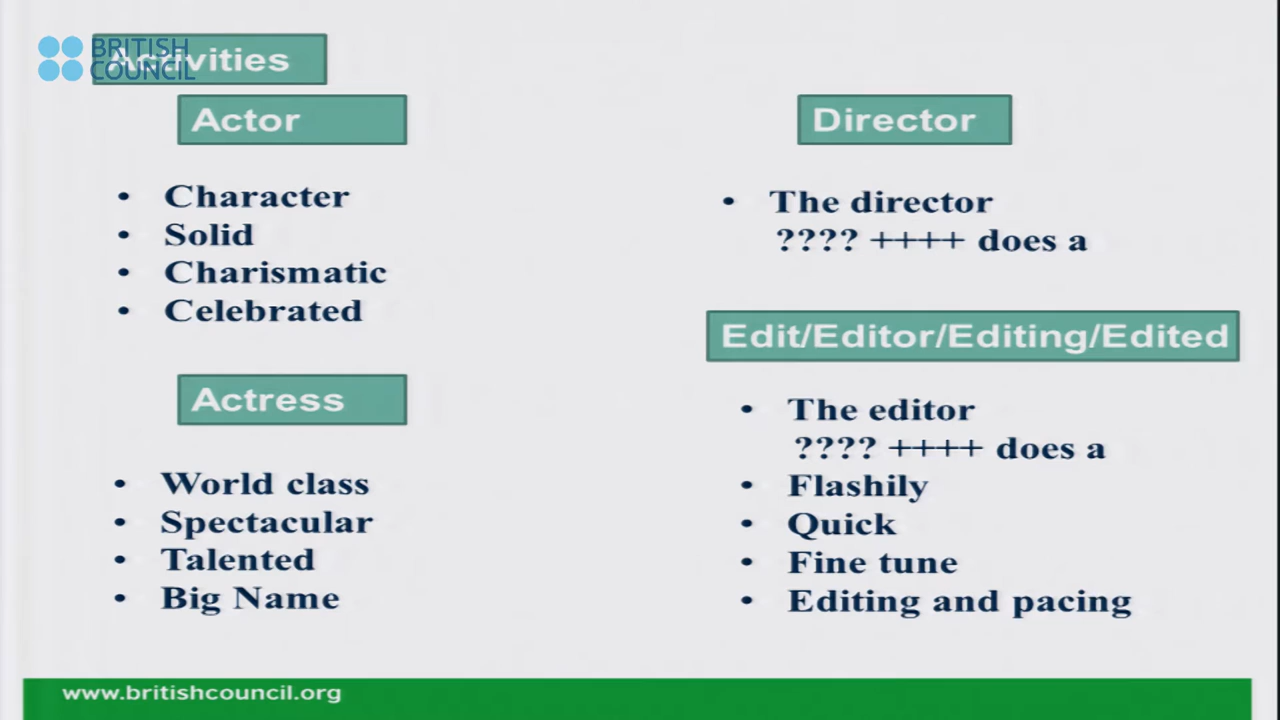 BRITISH
COUNCIL
Activities
Actor
• Character
• Solid
• Charismatic
• Celebrated
Actress
• World class
• Spectacular
• Talented
• Big Name
Director
• The director
???? ++++ does a
Edit/Editor/Editing/Edited
• The editor
???? ++++ does a
• Flashily
• Quick
• Fine tune
• Editing and pacing
www.britishcouncil.org